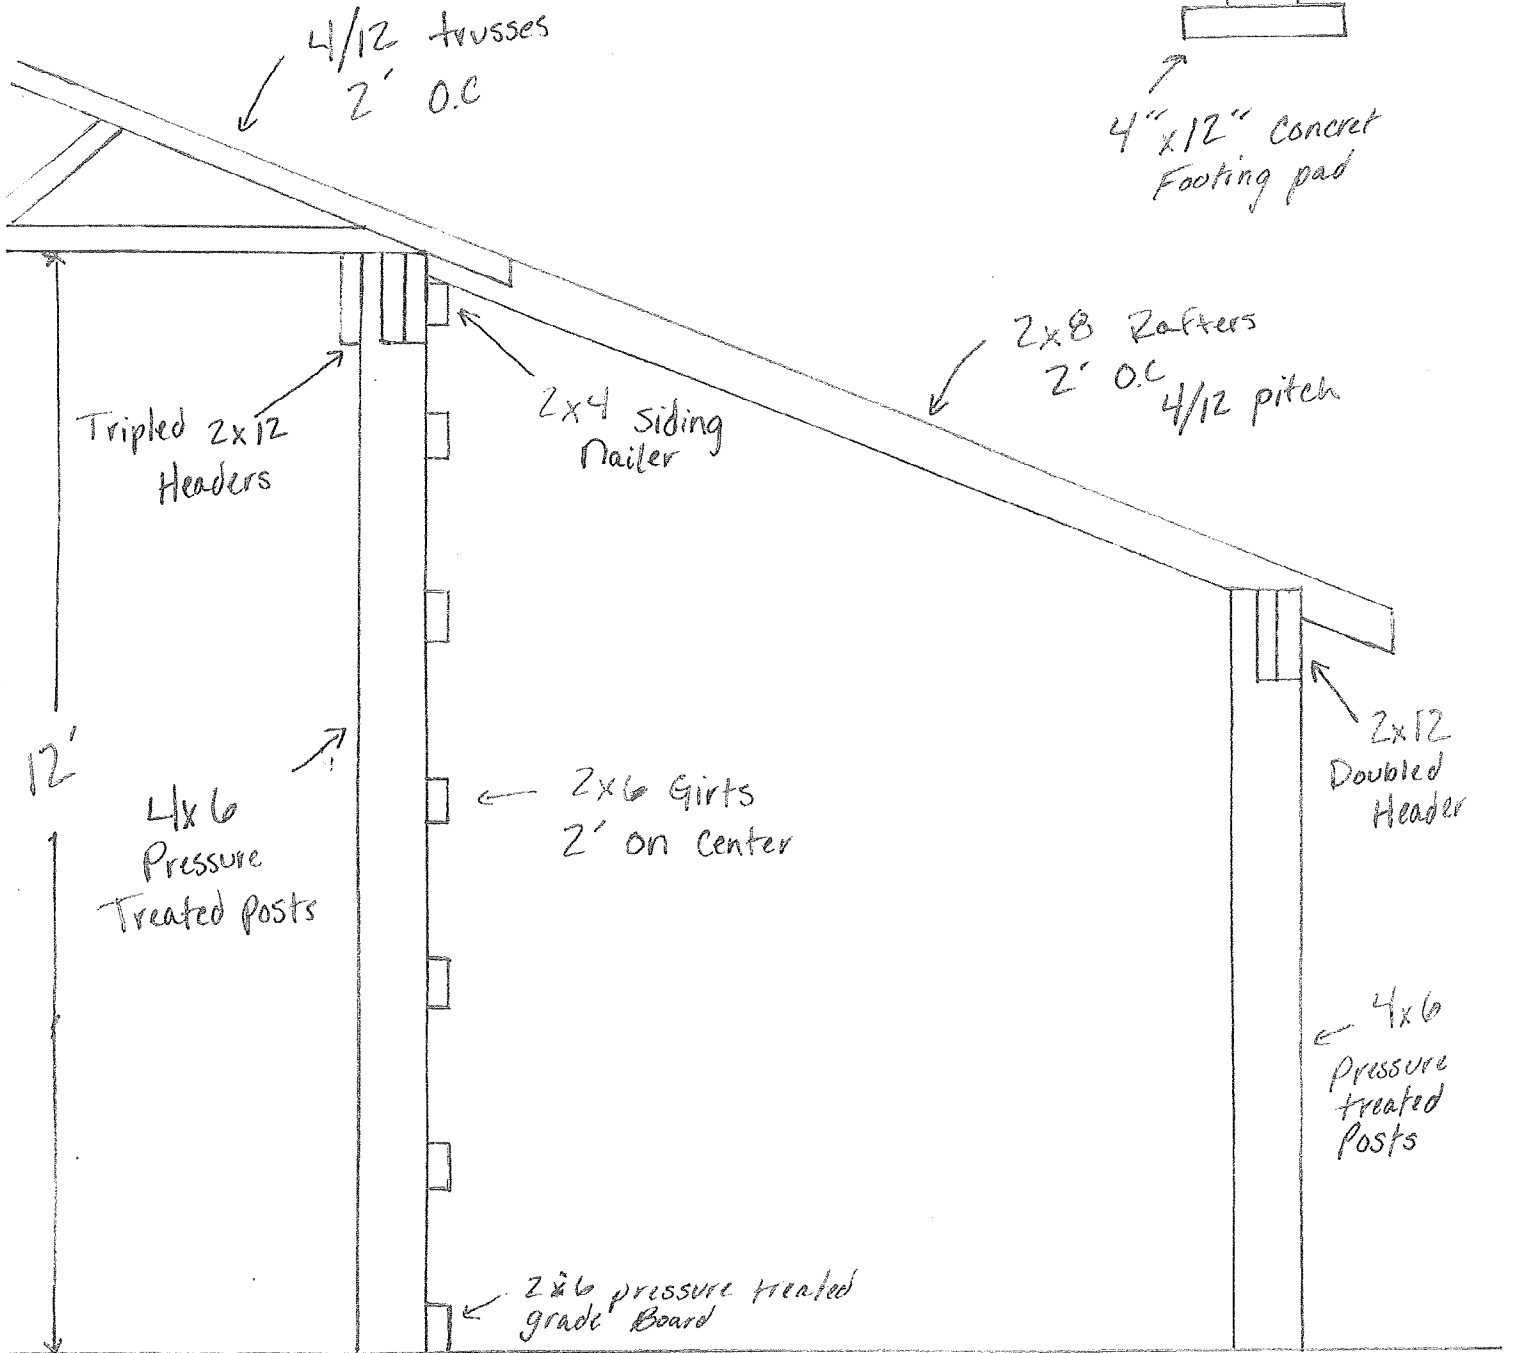 4/12 trusses
2' O.C
4"x12" Concret
Footing pad
2x8 Rafters
2' O.C 4/12 pitch
2x4 Siding
Nailer
Tripled 2x12
Headers
2x12
Doubled
Header
12'
2x6 Girts
2' on Center
4x6
Pressure
Treated Posts
4x6
Pressure
treated
Posts
2x6 pressure treated
grade Board